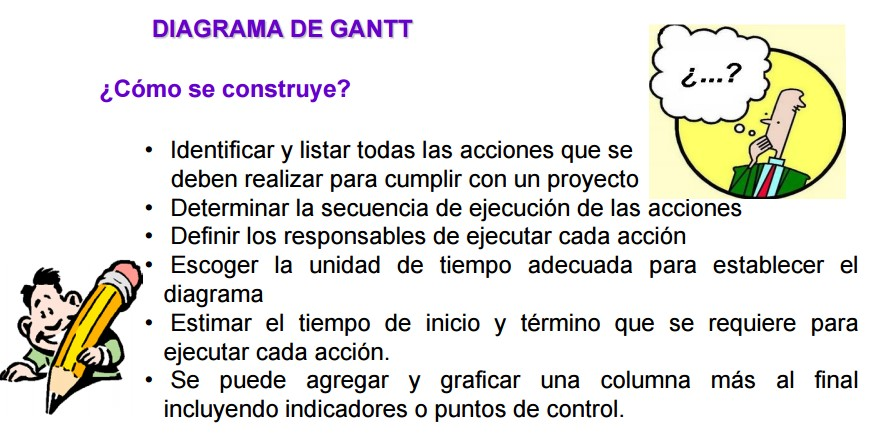 DIAGRAMA DE GANTT
¿...?
¿Cómo se construye?
• Identificar y listar todas las acciones que se
deben realizar para cumplir con un proyecto
• Determinar la secuencia de ejecución de las acciones
• Definir los responsables de ejecutar cada acción
• Escoger la unidad de tiempo adecuada para establecer el
diagrama
• Estimar el tiempo de inicio y término que se requiere para
ejecutar cada acción.
• Se puede agregar y graficar una columna más al final
incluyendo indicadores o puntos de control.